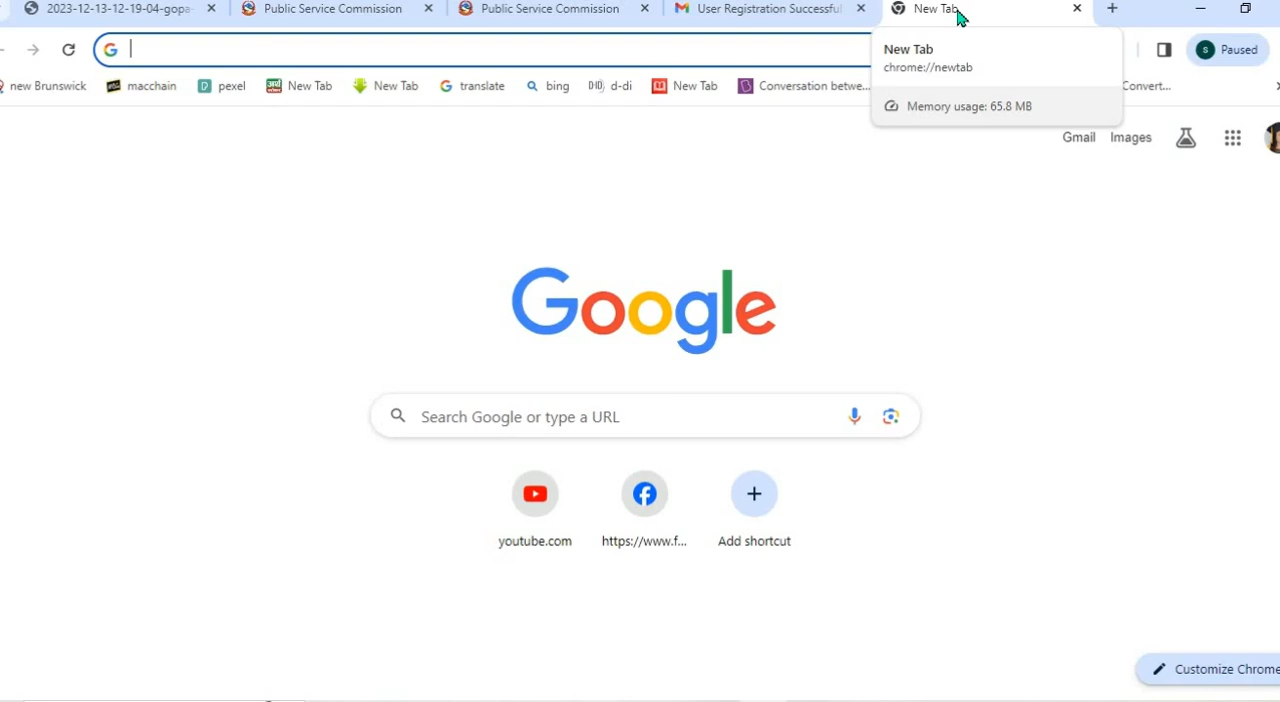 2023-12-13-12-19-04-gopa- Public Service Commission Public Service Commission User Registration Successful New Tab
New Tab
chrome://newtab
Memory usage: 65.8 MB
S Paused
new Brunswick macchain pexel New Tab New Tab translate bing d-di New Tab Conversation betwe... Convert...
Gmail Images
Google
Search Google or type a URL
youtube.com https://www.f... Add shortcut
Customize Chrome